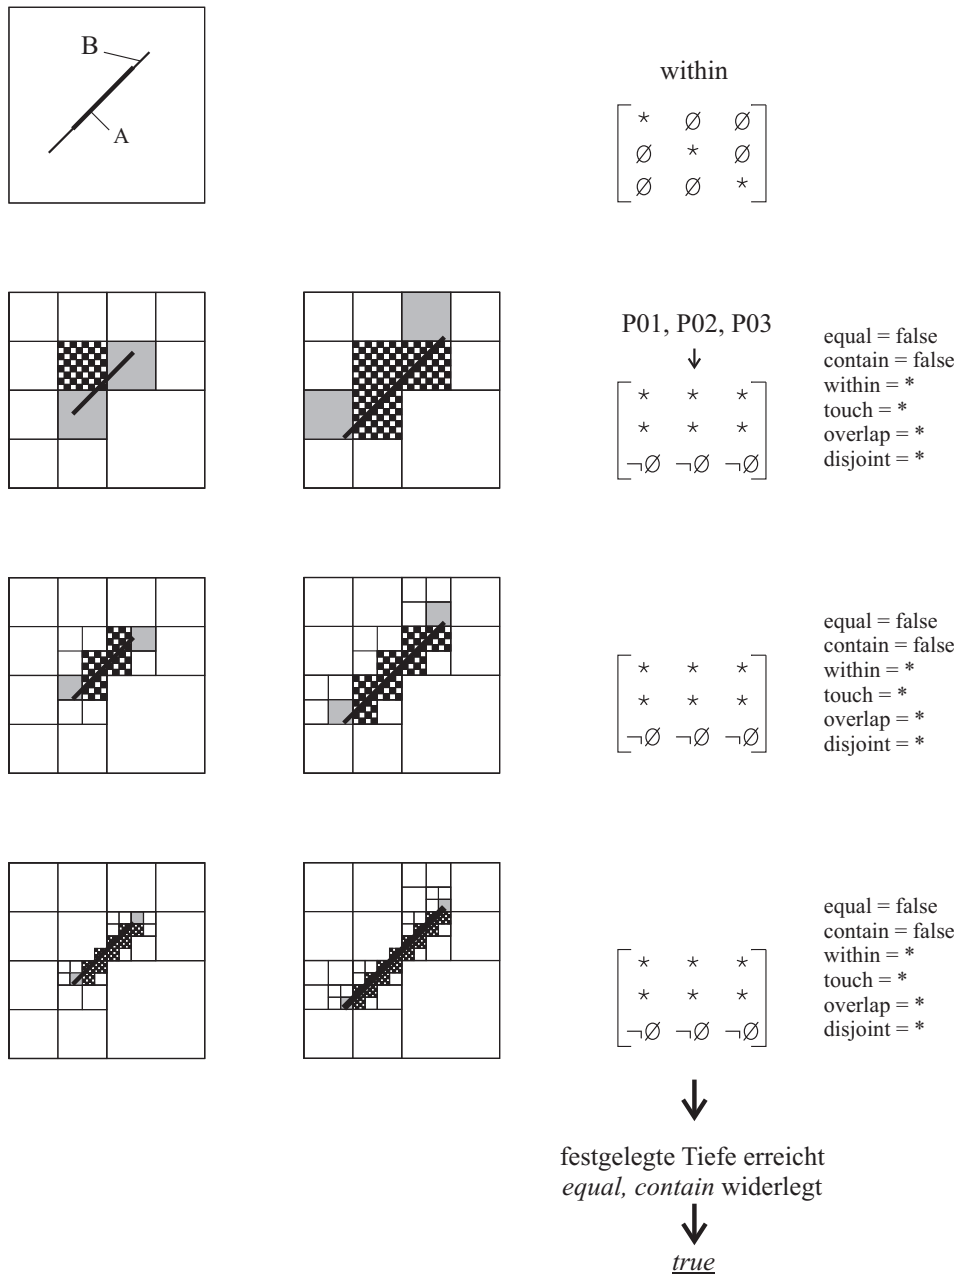 B
A
within
* ∅ ∅
∅ * ∅
∅ ∅ *
P01, P02, P03
* * *
* * *
¬∅ ¬∅ ¬∅
equal = false
contain = false
within = *
touch = *
overlap = *
disjoint = *
* * *
* * *
¬∅ ¬∅ ¬∅
equal = false
contain = false
within = *
touch = *
overlap = *
disjoint = *
* * *
* * *
¬∅ ¬∅ ¬∅
equal = false
contain = false
within = *
touch = *
overlap = *
disjoint = *
festgelegte Tiefe erreicht
equal, contain widerlegt
true